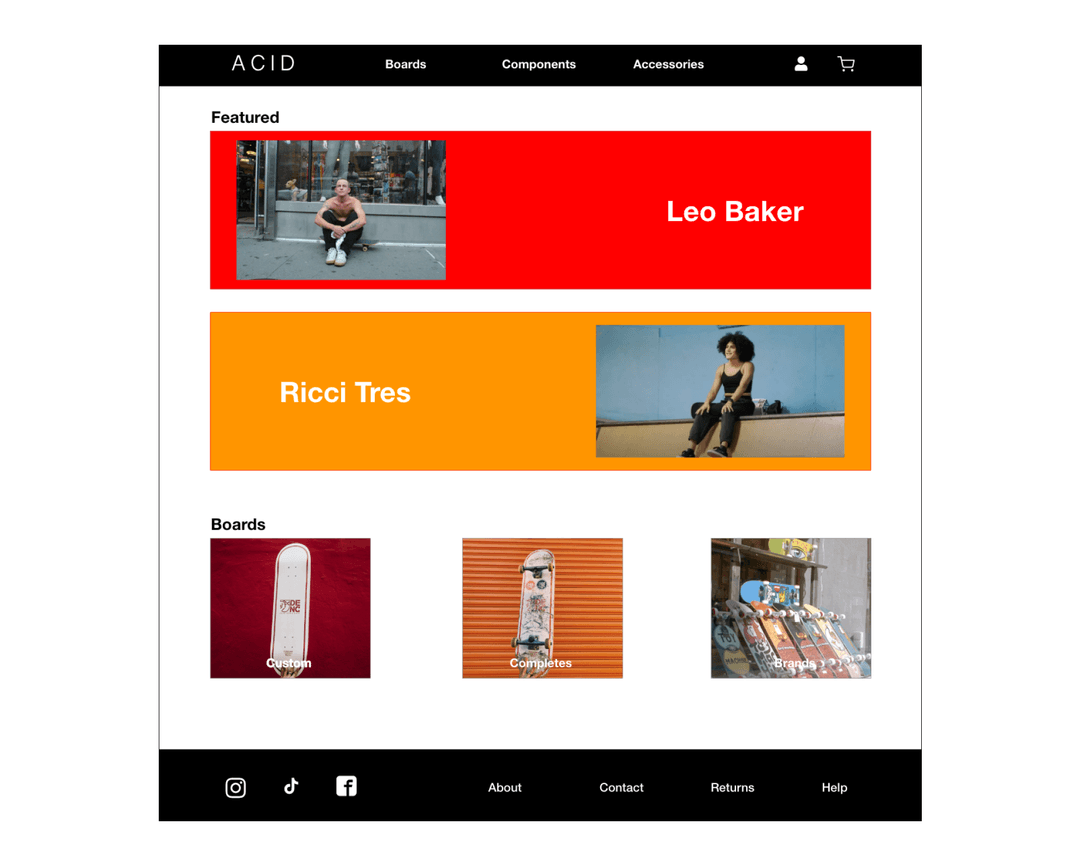 ACID
Boards
Components
Accessories
Featured
Leo Baker
Ricci Tres
Boards
Custom
Completes
Brands
About
Contact
Returns
Help